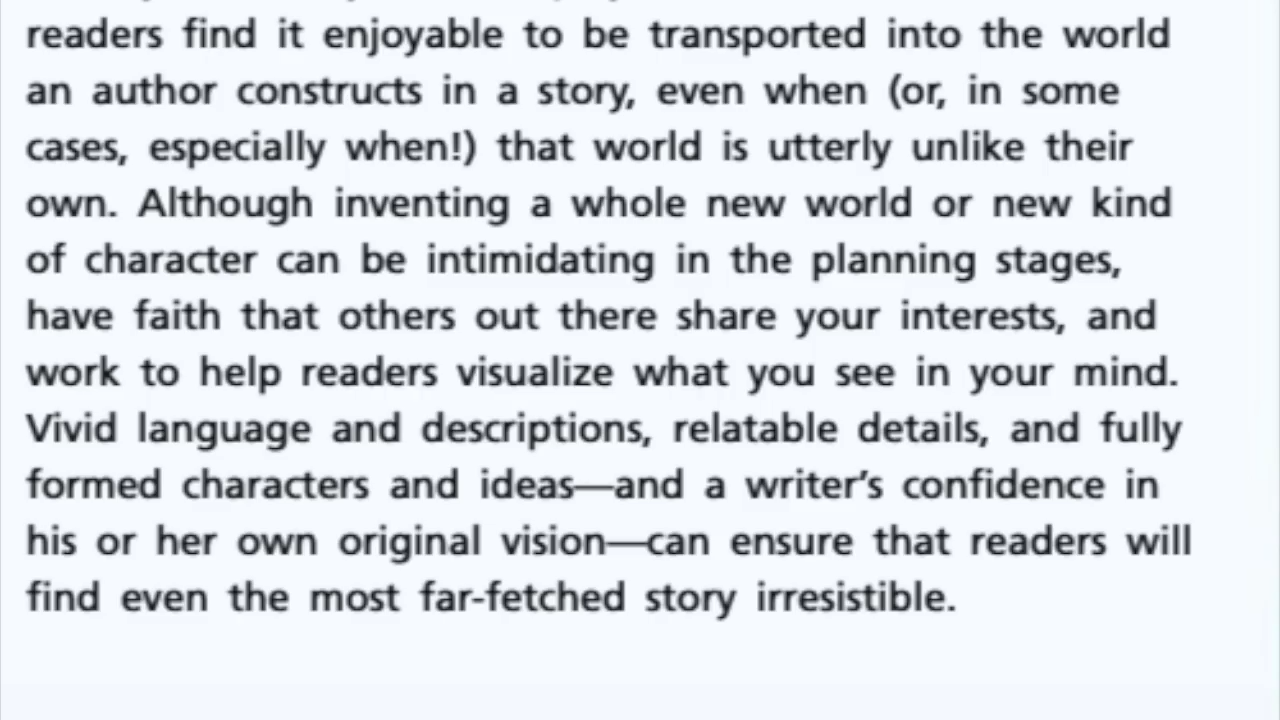 readers find it enjoyable to be transported into the world
an author constructs in a story, even when (or, in some
cases, especially when!) that world is utterly unlike their
own. Although inventing a whole new world or new kind
of character can be intimidating in the planning stages,
have faith that others out there share your interests, and
work to help readers visualize what you see in your mind.
Vivid language and descriptions, relatable details, and fully
formed characters and ideas—and a writer’s confidence in
his or her own original vision—can ensure that readers will
find even the most far-fetched story irresistible.